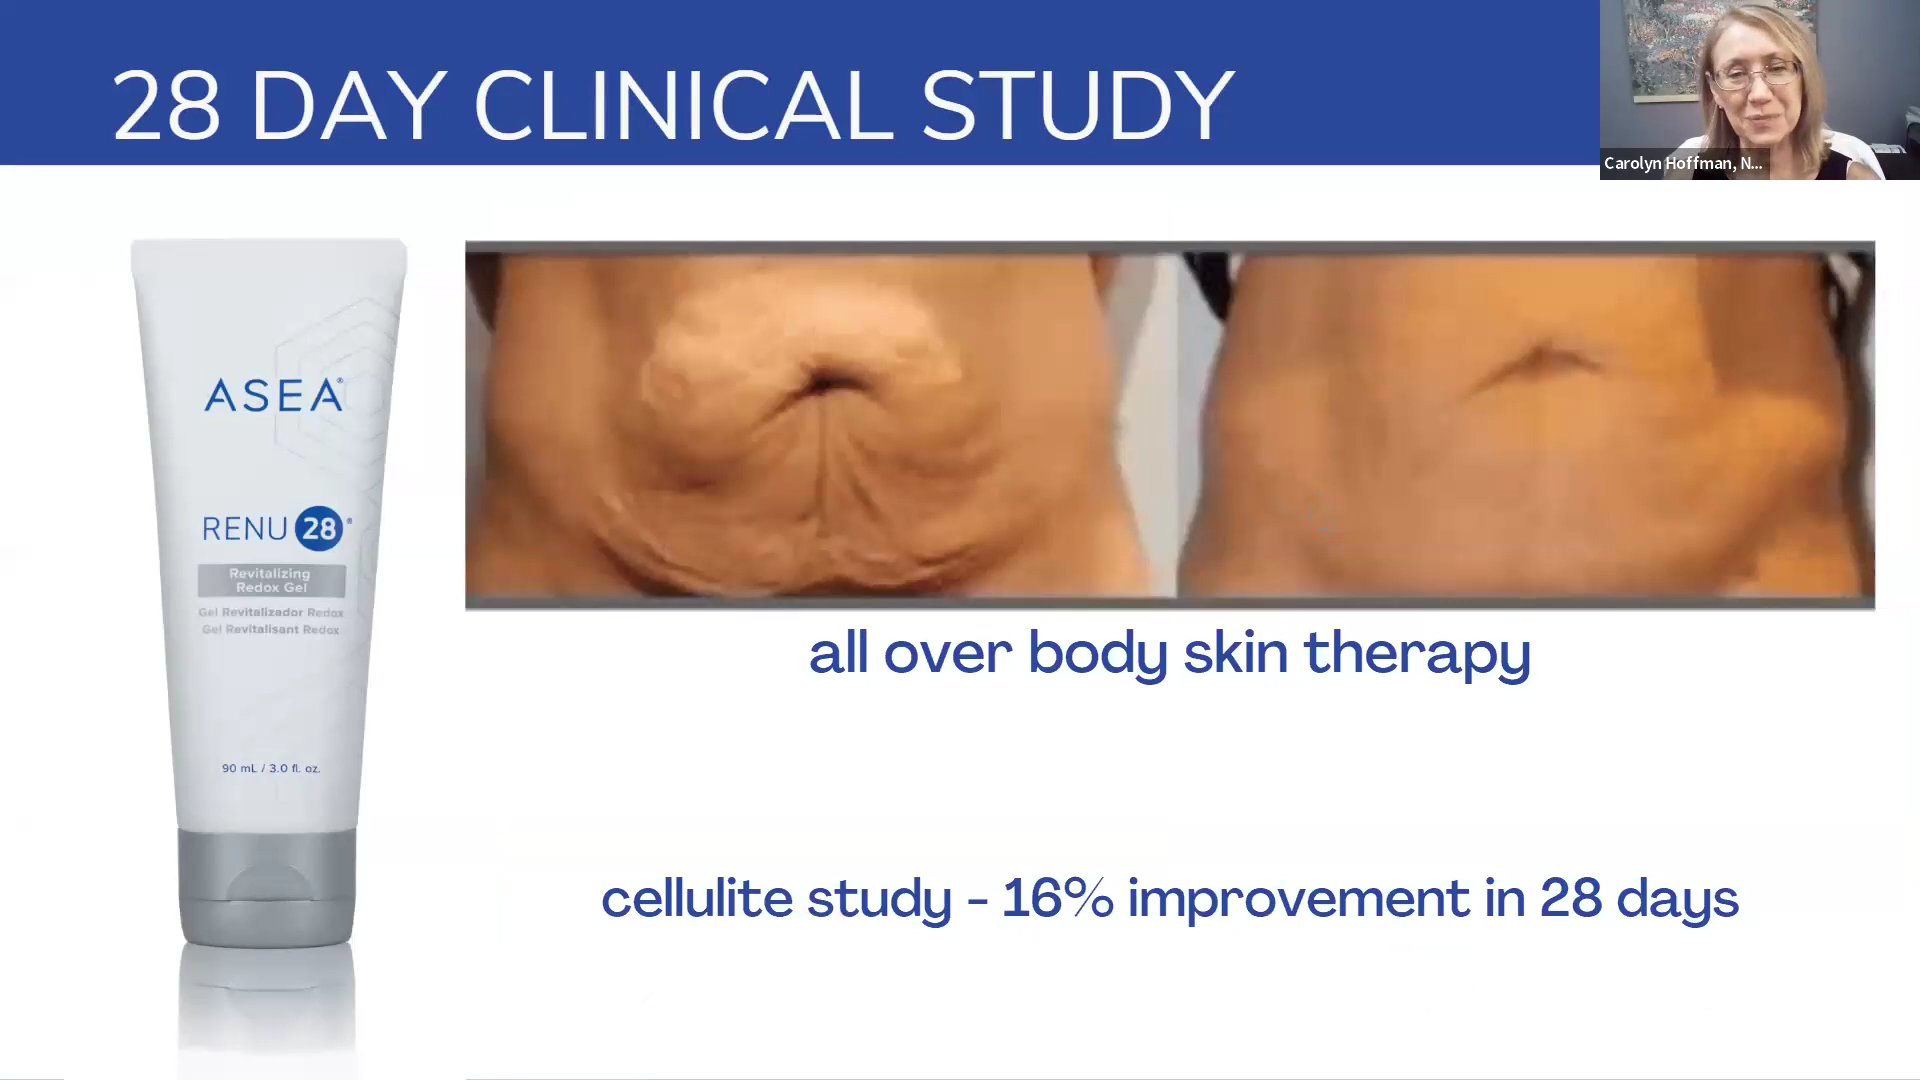 28 DAY CLINICAL STUDY
Carolyn Hoffman, N...
ASEA®
RENU 28®
Revitalizing
Redox Gel
Gel Revitalizador Redox
Gel Revitalisant Redox
90 mL / 3.0 fl. oz.
all over body skin therapy
cellulite study - 16% improvement in 28 days